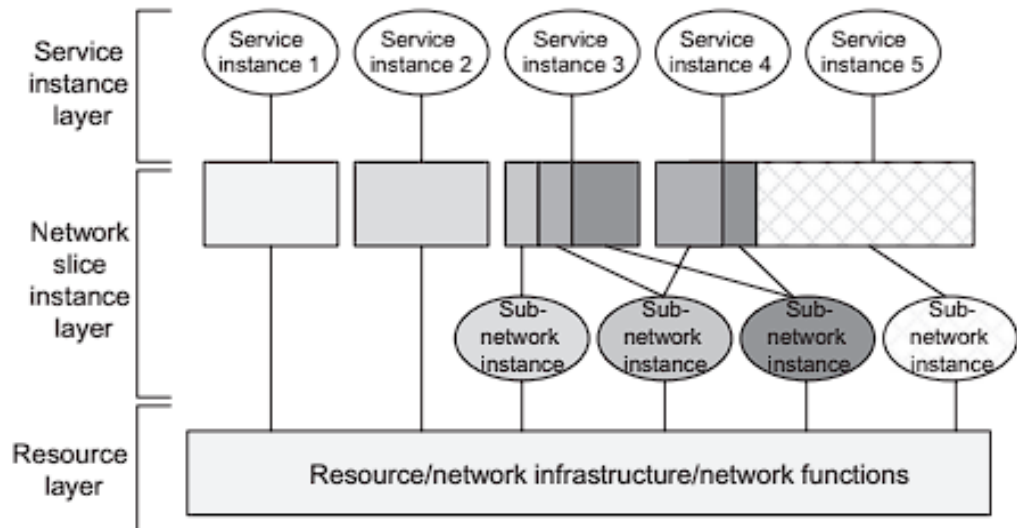 Service
instance
layer
Service
instance 1
Service
instance 2
Service
instance 3
Service
instance 4
Service
instance 5
Network
slice
instance
layer
Sub-
network
instance
Sub-
network
instance
Sub-
network
instance
Sub-
network
instance
Resource
layer
Resource/network infrastructure/network functions